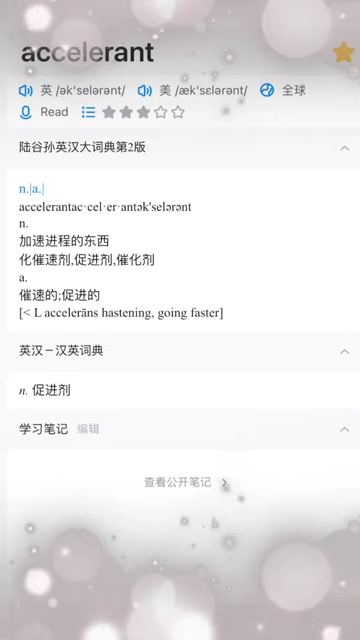 accelerant
英 /ək'selərənt/ 美 /æk'sɛlərənt/ 全球
Read
陆谷孙英汉大词典第2版
n.|a.|
accelerantac·cel·er·antək'selərənt
n.
加速进程的东西
化催速剂,促进剂,催化剂
a.
催速的;促进的
[< L accelerāns hastening, going faster]
英汉-汉英词典
n. 促进剂
学习笔记 编辑
查看公开笔记